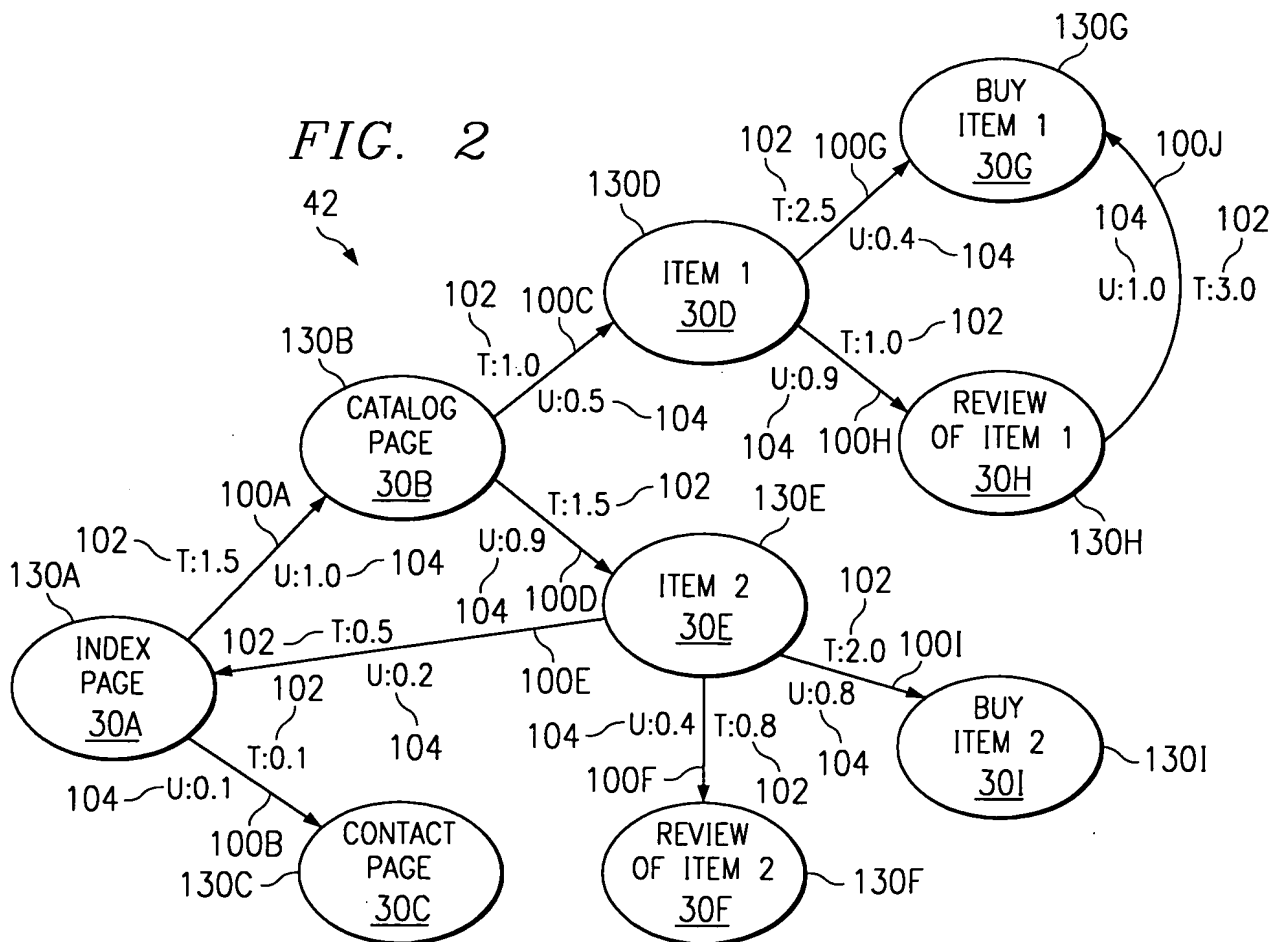 FIG. 2
42
130G
BUY
ITEM 1
30G
102
100G
T:2.5
U:0.4
104
100J
104
U:1.0
102
T:3.0
130D
ITEM 1
30D
102
100C
T:1.0
U:0.5
104
T:1.0
102
U:0.9
104
100H
REVIEW
OF ITEM 1
30H
130H
130B
CATALOG
PAGE
30B
100A
102
T:1.5
U:1.0
104
T:1.5
102
U:0.9
104
100D
130E
ITEM 2
30E
130A
INDEX
PAGE
30A
102
T:0.5
U:0.2
104
100E
102
T:2.0
100I
U:0.8
104
BUY
ITEM 2
30I
130I
102
T:0.1
104
U:0.1
100B
104
U:0.4
T:0.8
102
100F
CONTACT
PAGE
30C
130C
REVIEW
OF ITEM 2
30F
130F